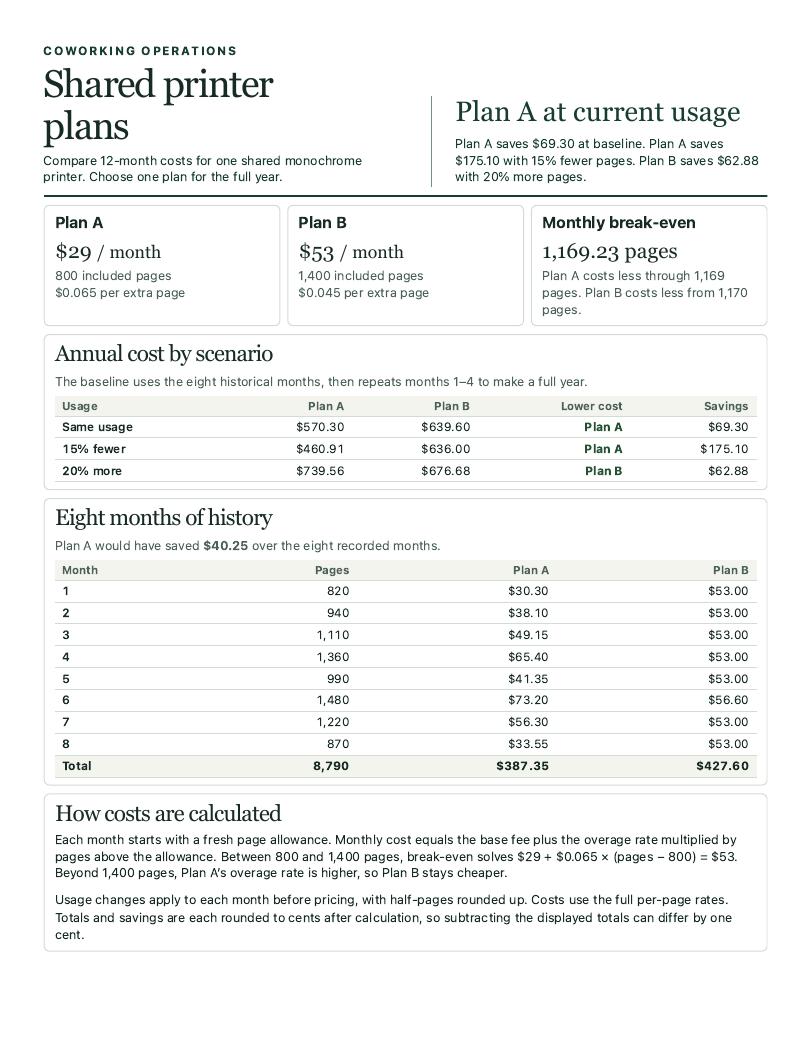 COWORKING OPERATIONS
Shared printer
plans
Compare 12-month costs for one shared monochrome
printer. Choose one plan for the full year.
Plan A at current usage
Plan A saves $69.30 at baseline. Plan A saves
$175.10 with 15% fewer pages. Plan B saves $62.88
with 20% more pages.
Plan A
$29 / month
800 included pages
$0.065 per extra page
Plan B
$53 / month
1,400 included pages
$0.045 per extra page
Monthly break-even
1,169.23 pages
Plan A costs less through 1,169
pages. Plan B costs less from 1,170
pages.
Annual cost by scenario
The baseline uses the eight historical months, then repeats months 1–4 to make a full year.
Usage Plan A Plan B Lower cost Savings
Same usage $570.30 $639.60 Plan A $69.30
15% fewer $460.91 $636.00 Plan A $175.10
20% more $739.56 $676.68 Plan B $62.88
Eight months of history
Plan A would have saved $40.25 over the eight recorded months.
Month Pages Plan A Plan B
1 820 $30.30 $53.00
2 940 $38.10 $53.00
3 1,110 $49.15 $53.00
4 1,360 $65.40 $53.00
5 990 $41.35 $53.00
6 1,480 $73.20 $56.60
7 1,220 $56.30 $53.00
8 870 $33.55 $53.00
Total 8,790 $387.35 $427.60
How costs are calculated
Each month starts with a fresh page allowance. Monthly cost equals the base fee plus the overage rate multiplied by
pages above the allowance. Between 800 and 1,400 pages, break-even solves $29 + $0.065 × (pages – 800) = $53.
Beyond 1,400 pages, Plan A's overage rate is higher, so Plan B stays cheaper.
Usage changes apply to each month before pricing, with half-pages rounded up. Costs use the full per-page rates.
Totals and savings are each rounded to cents after calculation, so subtracting the displayed totals can differ by one
cent.